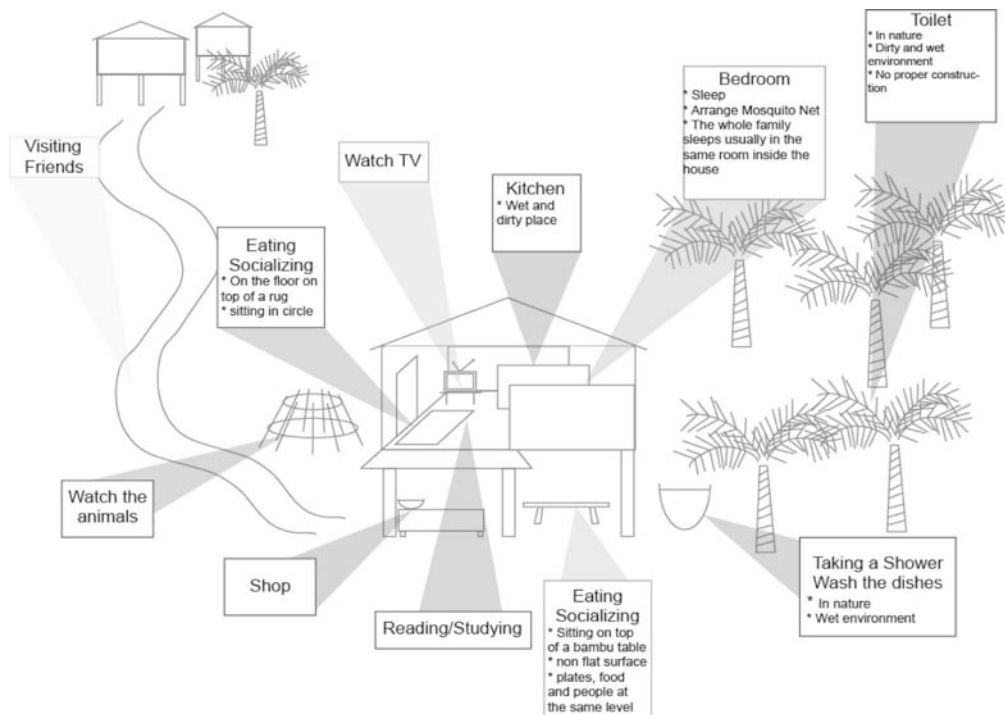 Toilet
* In nature
* Dirty and wet
environment
* No proper construc-
tion
Bedroom
* Sleep
* Arrange Mosquito Net
* The whole family
sleeps usually in the
same room inside the
house
Visiting
Friends
Watch TV
Kitchen
* Wet and
dirty place
Eating
Socializing
* On the floor on
top of a rug
* sitting in circle
Watch the
animals
Shop
Reading/Studying
Eating
Socializing
* Sitting on top
of a bambu table
* non flat surface
* plates, food
and people at
the same level
Taking a Shower
Wash the dishes
* In nature
* Wet environment